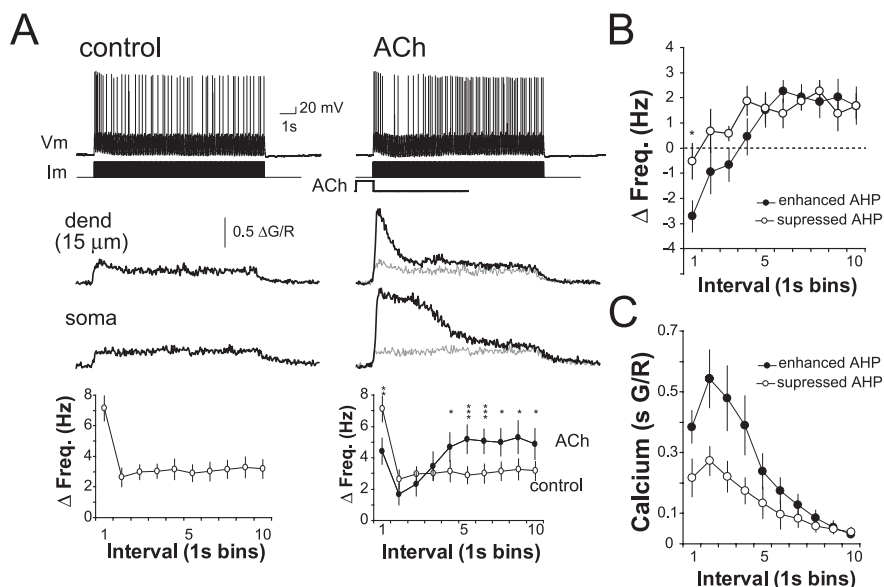 A
control
ACh
20 mV
1s
Vm
Im
ACh
dend
(15 μm)
0.5 ΔG/R
soma
Δ Freq. (Hz)
8
6
4
2
0
1
5
10
Interval (1s bins)
Δ Freq. (Hz)
8
6
4
2
0
**
*
***
***
*
*
*
*
ACh
control
1
5
10
Interval (1s bins)
B
Δ Freq. (Hz)
4
3
2
1
0
-1
-2
-3
-4
*
enhanced AHP
supressed AHP
1
5
10
Interval (1s bins)
C
Calcium (s G/R)
0.7
0.5
0.2
0
enhanced AHP
supressed AHP
1
5
10
Interval (1s bins)